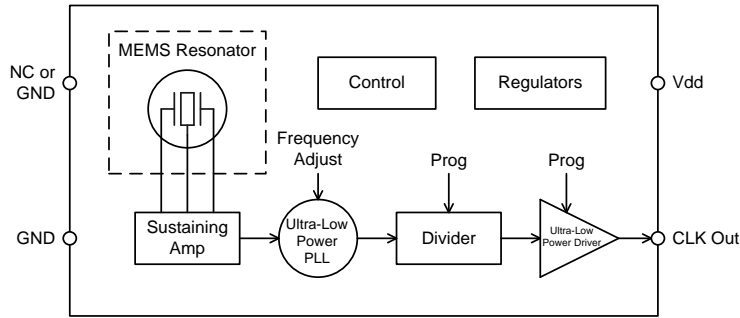 MEMS Resonator
NC or
GND
Control
Regulators
Vdd
Frequency
Adjust
Prog
Prog
GND
Sustaining
Amp
Ultra-Low
Power
PLL
Divider
Ultra-Low
Power Driver
CLK Out